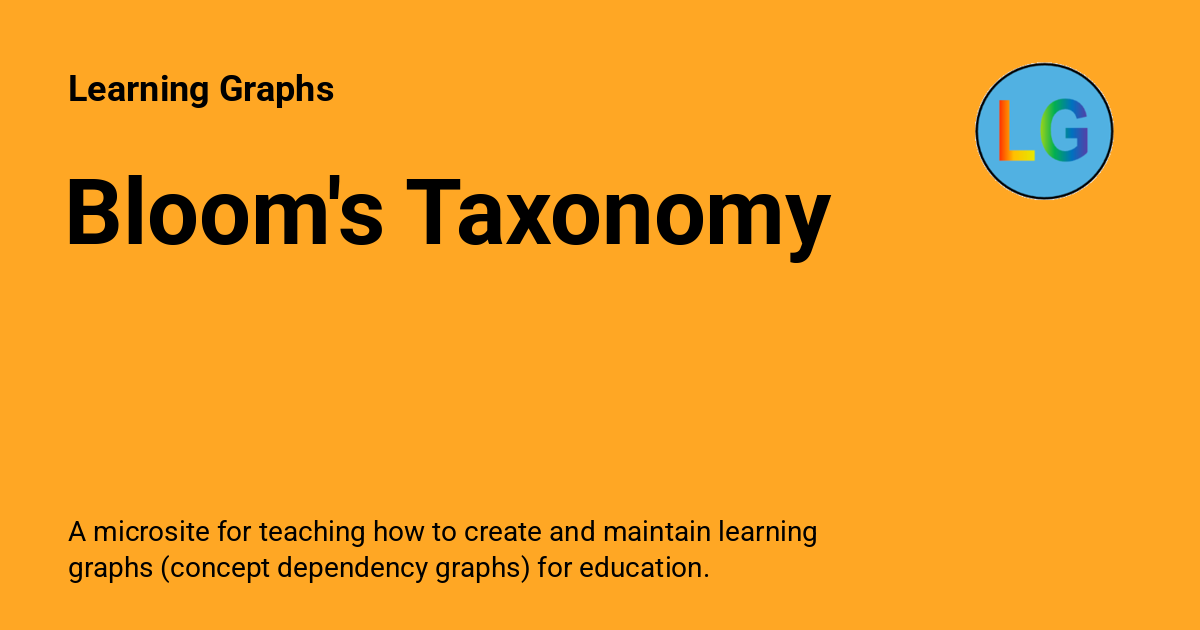 Learning Graphs
LG
Bloom's Taxonomy
A microsite for teaching how to create and maintain learning
graphs (concept dependency graphs) for education.